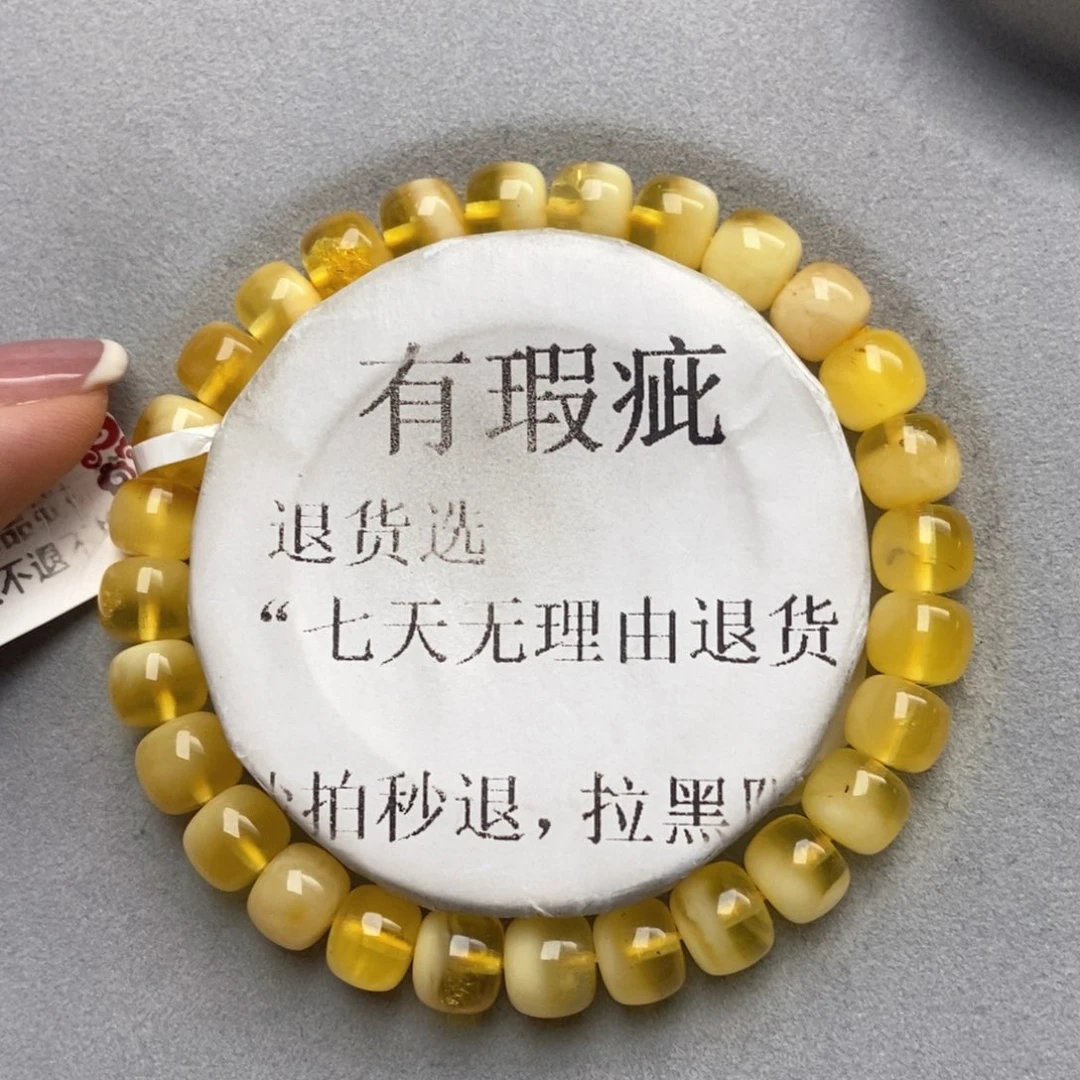 有瑕疵
退货选
“七天无理由退货
拍秒退，拉黑
不退